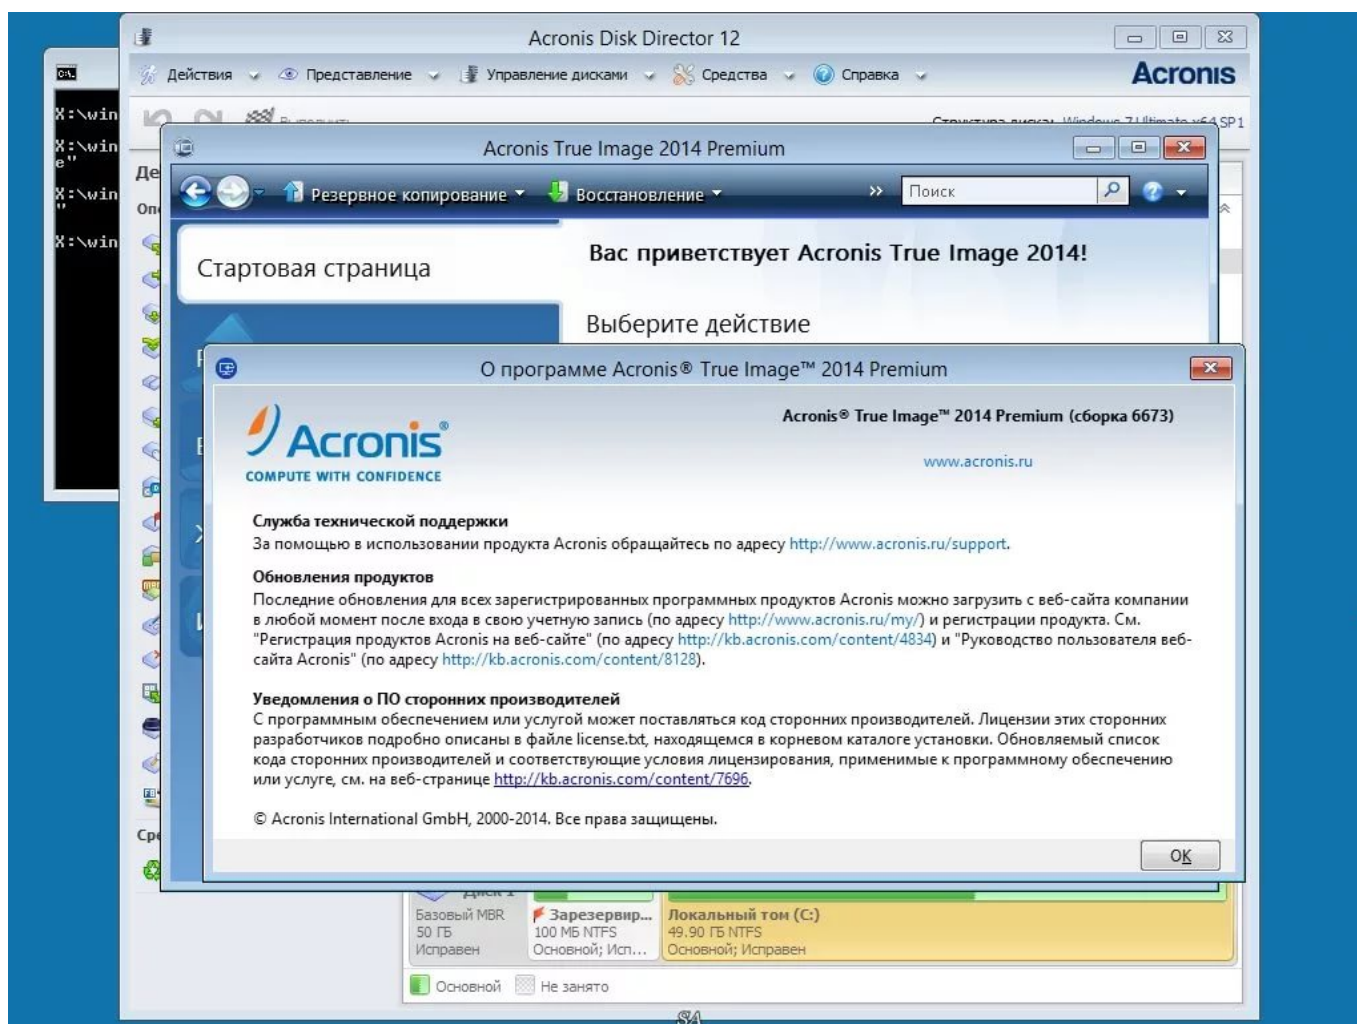 Acronis Disk Director 12
Действия Представление Управление дисками Средства Справка Acronis
X:\win
X:\win
e"
X:\win
"
X:\win
Acronis True Image 2014 Premium
Резервное копирование Восстановление » Поиск
Стартовая страница
Вас приветствует Acronis True Image 2014!
Выберите действие
О программе Acronis® True Image™ 2014 Premium
Acronis®
COMPUTE WITH CONFIDENCE
Acronis® True Image™ 2014 Premium (сборка 6673)
www.acronis.ru
Служба технической поддержки
За помощью в использовании продукта Acronis обращайтесь по адресу http://www.acronis.ru/support.
Обновления продуктов
Последние обновления для всех зарегистрированных программных продуктов Acronis можно загрузить с веб-сайта компании
в любой момент после входа в свою учетную запись (по адресу http://www.acronis.ru/my/) и регистрации продукта. См.
"Регистрация продуктов Acronis на веб-сайте" (по адресу http://kb.acronis.com/content/4834) и "Руководство пользователя веб-
сайта Acronis" (по адресу http://kb.acronis.com/content/8128).
Уведомления о ПО сторонних производителей
С программным обеспечением или услугой может поставляться код сторонних производителей. Лицензии этих сторонних
разработчиков подробно описаны в файле license.txt, находящемся в корневом каталоге установки. Обновляемый список
кода сторонних производителей и соответствующие условия лицензирования, применимые к программному обеспечению
или услуге, см. на веб-странице http://kb.acronis.com/content/7696.
© Acronis International GmbH, 2000-2014. Все права защищены.
OK
Диск 1
Базовый MBR
50 ГБ
Исправен
Зарезервир...
100 МБ NTFS
Основной; Исп...
Локальный том (C:)
49.90 ГБ NTFS
Основной; Исправен
Основной Не занято
SA